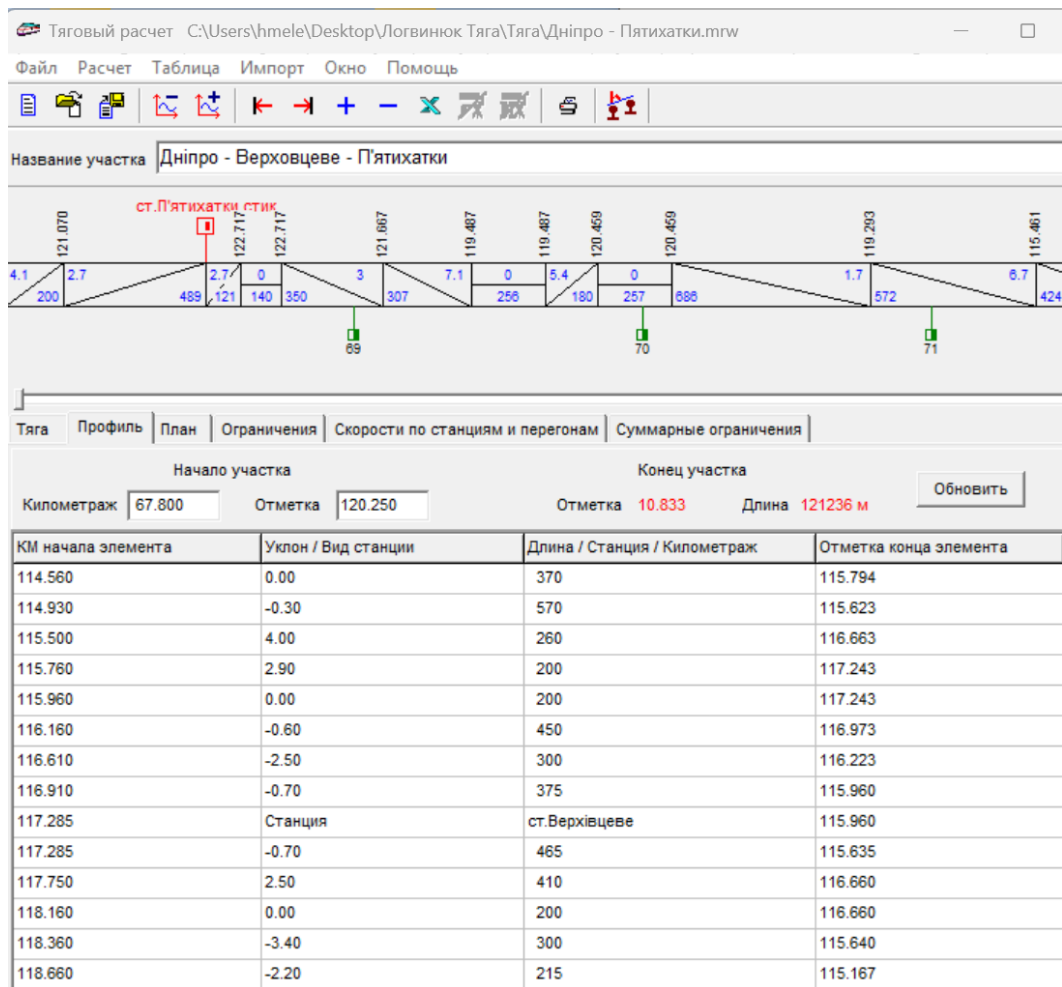 Тяговый расчет C:\Users\hmele\Desktop\Логвинюк Тяга\Тяга\Дніпро - Пятихатки.mrw
Файл Расчет Таблица Импорт Окно Помощь
Название участка Дніпро - Верховцеве - П'ятихатки
ст.П'ятихатки стик
121.070 122.717 122.717 121.667 119.487 119.487 120.459 120.459 119.293 115.461
4.1 2.7 2.7 0 3 7.1 0 5.4 0 1.7 6.7
200 489 121 140 350 307 256 180 257 686 572 424
69 70 71
Тяга Профиль План Ограничения Скорости по станциям и перегонам Суммарные ограничения
Начало участка Конец участка
Километраж 67.800 Отметка 120.250 Отметка 10.833 Длина 121236 м Обновить
КМ начала элемента Уклон / Вид станции Длина / Станция / Километраж Отметка конца элемента
114.560 0.00 370 115.794
114.930 -0.30 570 115.623
115.500 4.00 260 116.663
115.760 2.90 200 117.243
115.960 0.00 200 117.243
116.160 -0.60 450 116.973
116.610 -2.50 300 116.223
116.910 -0.70 375 115.960
117.285 Станция ст.Верхівцеве 115.960
117.285 -0.70 465 115.635
117.750 2.50 410 116.660
118.160 0.00 200 116.660
118.360 -3.40 300 115.640
118.660 -2.20 215 115.167